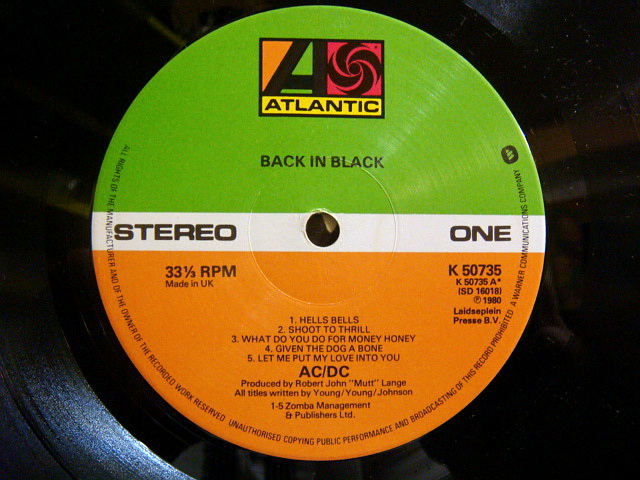 ATLANTIC
BACK IN BLACK
STEREO
ONE
33⅓ RPM
Made in UK
K 50735
K 50735 A*
(SD 16018)
℗ 1980
Laidseplein
Presse B.V.
1. HELLS BELLS
2. SHOOT TO THRILL
3. WHAT DO YOU DO FOR MONEY HONEY
4. GIVEN THE DOG A BONE
5. LET ME PUT MY LOVE INTO YOU
AC/DC
Produced by Robert John "Mutt" Lange
All titles written by Young/Young/Johnson
1-5 Zomba Management
& Publishers Ltd.
ALL RIGHTS OF THE MANUFACTURER AND OF THE OWNER OF THE RECORDED WORK RESERVED. UNAUTHORISED COPYING PUBLIC PERFORMANCE AND BROADCASTING OF THIS RECORD PROHIBITED. A WARNER COMMUNICATIONS COMPANY